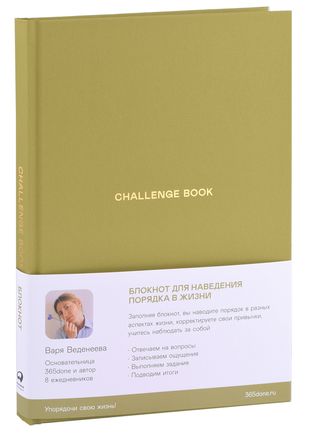 CHALLENGE BOOK
CHALLENGE BOOK
БЛОКНОТ
БЛОКНОТ ДЛЯ НАВЕДЕНИЯ
ПОРЯДКА В ЖИЗНИ
Заполняя блокнот, вы наводите порядок в разных
аспектах жизни, корректируете свои привычки,
учитесь наблюдать за собой
• Отвечаем на вопросы
• Записываем ощущения
• Выполняем задания
• Подводим итоги
Варя Веденеева
Основательница
365done и автор
8 ежедневников
Упорядочи свою жизнь!
365done.ru